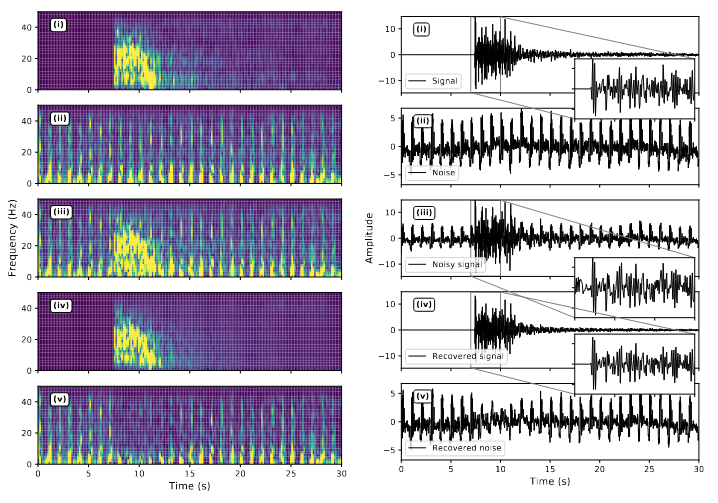 (i)
40
20
0
(ii)
40
20
0
(iii)
40
20
0
(iv)
40
20
0
(v)
40
20
0
0 5 10 15 20 25 30
Time (s)
Frequency (Hz)
(i)
10
0
−10
Signal
(ii)
5
0
−5
Noise
(iii)
10
0
−10
Noisy signal
(iv)
10
0
−10
Recovered signal
(v)
5
0
−5
Recovered noise
0 5 10 15 20 25 30
Time (s)
Amplitude